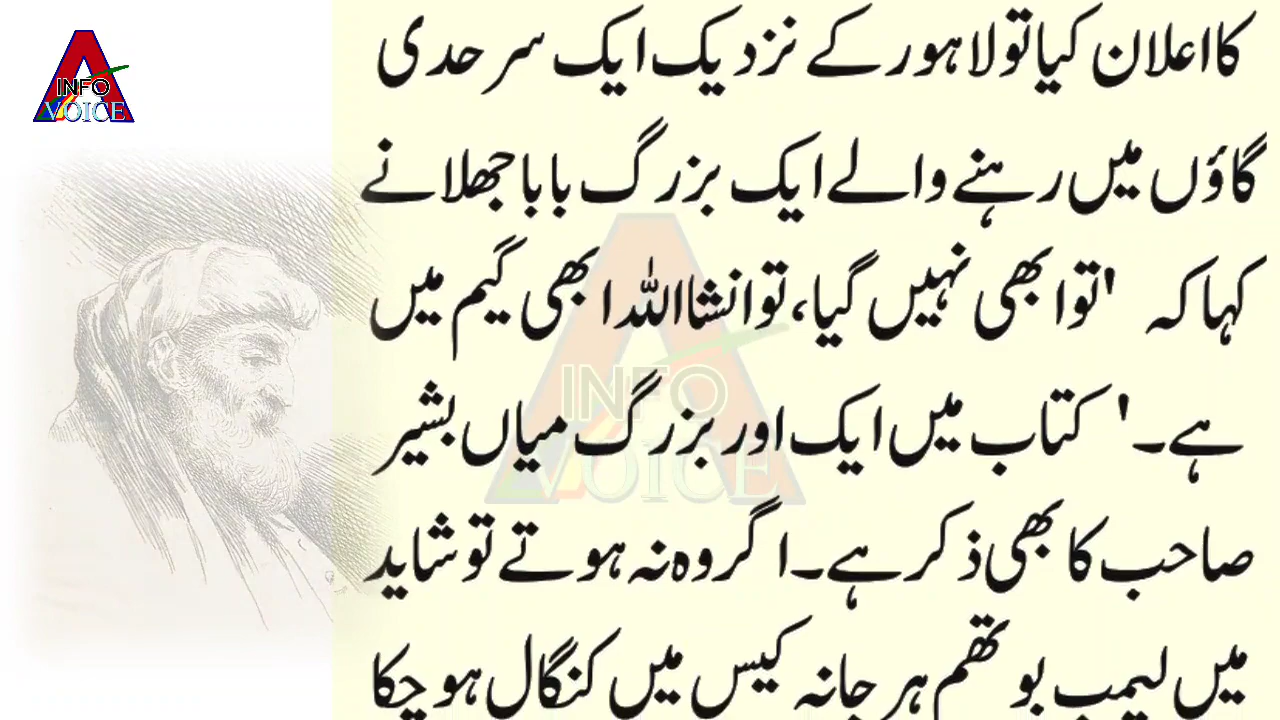 INFO
VOICE
کا اعلان کیا تو لاہور کے نزدیک ایک سرحدی
گاؤں میں رہنے والے ایک بزرگ بابا جھلا نے
کہا کہ 'تو ابھی نہیں گیا، تو انشااللہ ابھی گیم میں
ہے۔' کتاب میں ایک اور بزرگ میاں بشیر
صاحب کا بھی ذکر ہے۔ اگر وہ نہ ہوتے تو شاید
میں لیمب بوتھم ہرجانہ کیس میں کنگال ہو چکا
INFO
VOICE